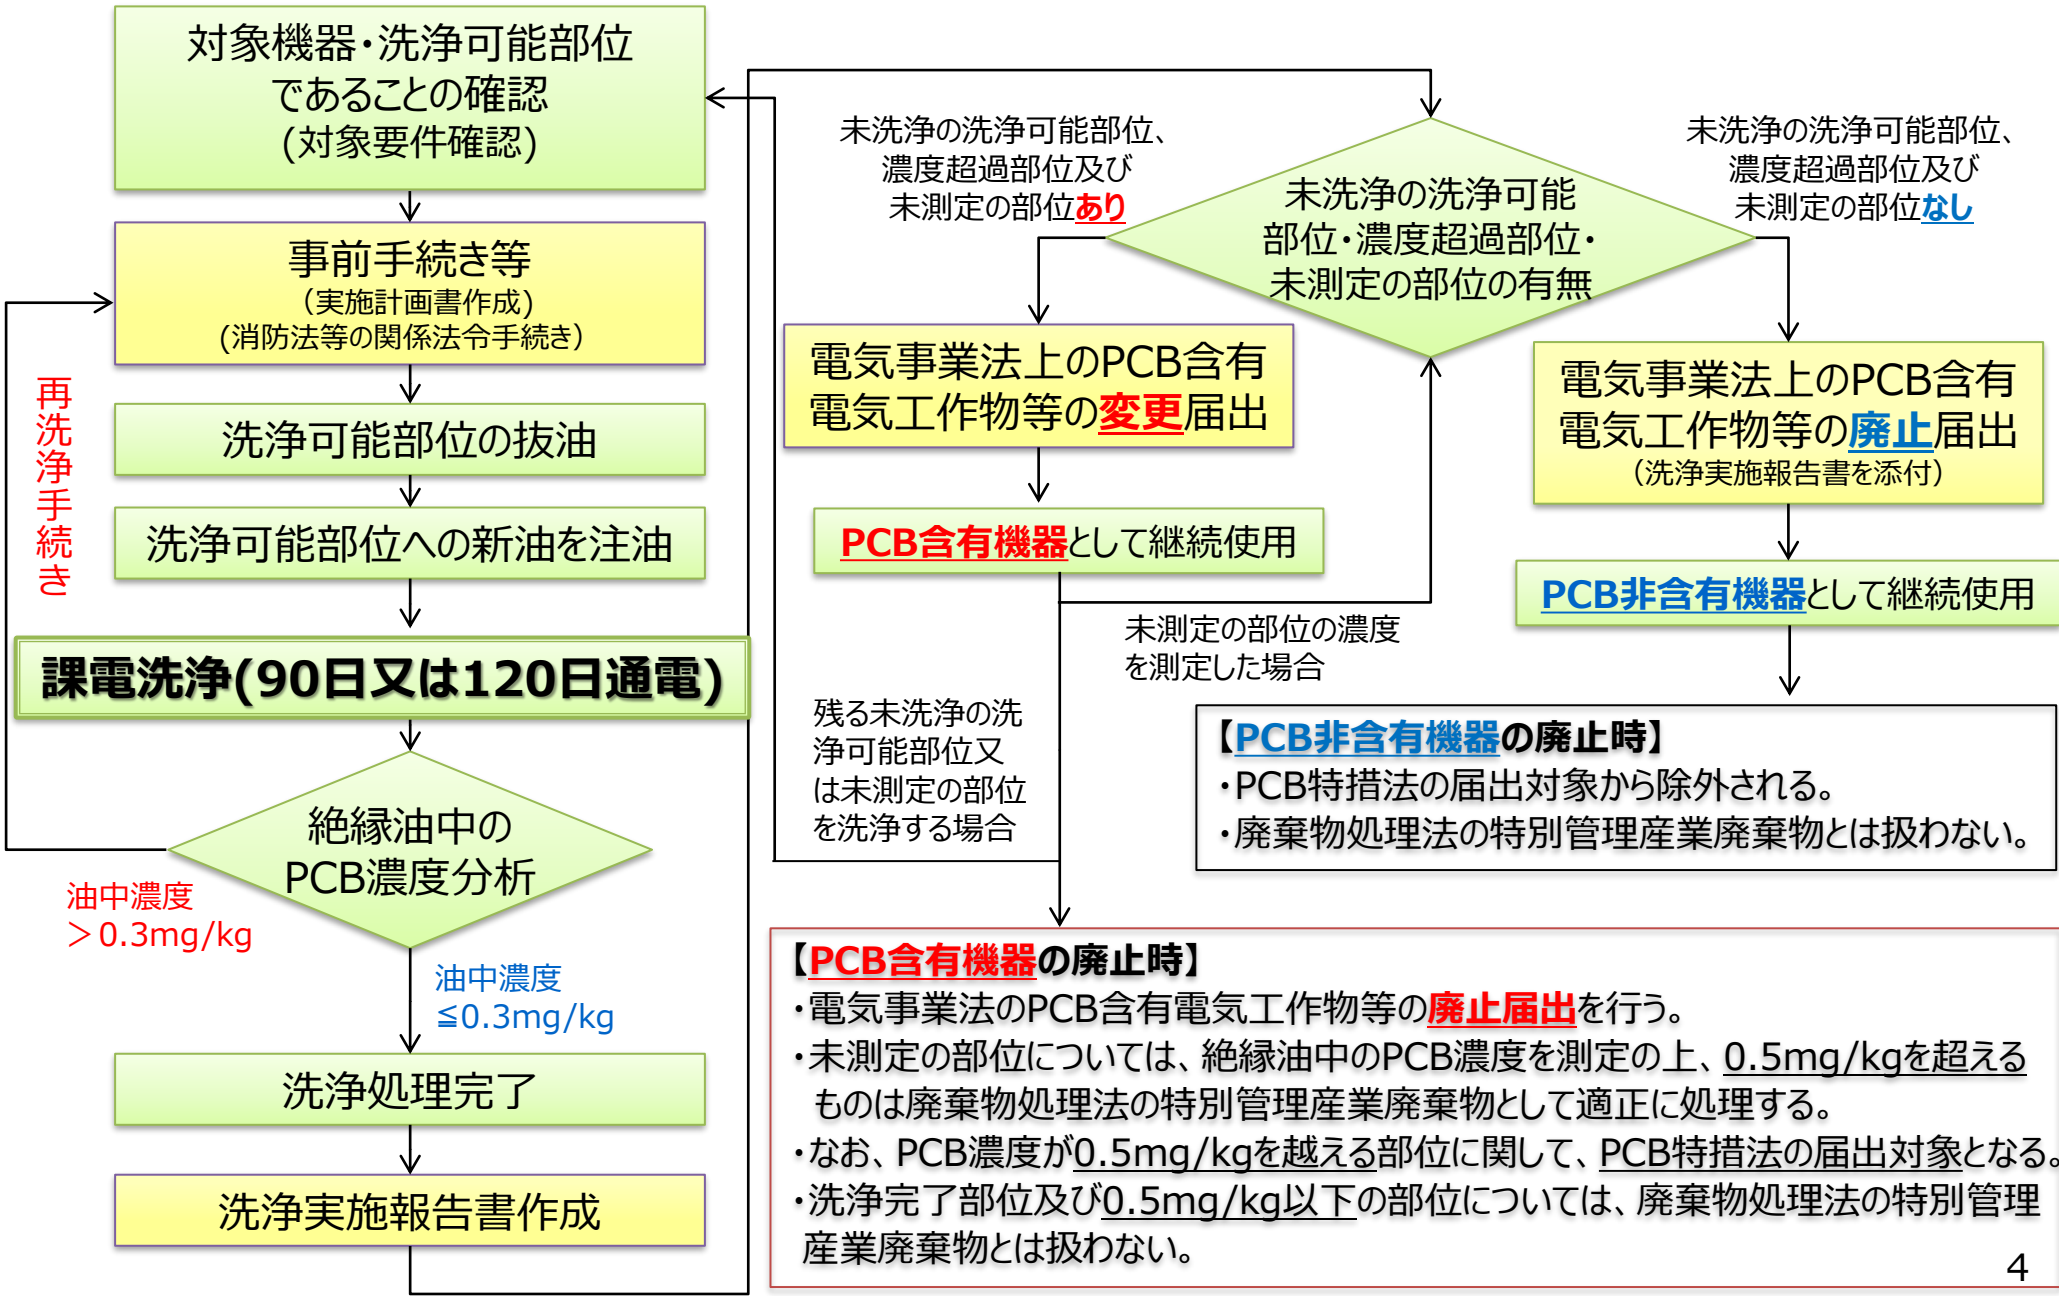 対象機器・洗浄可能部位
であることの確認
(対象要件確認)
事前手続き等
（実施計画書作成)
(消防法等の関係法令手続き）
再洗浄手続き
洗浄可能部位の抜油
洗浄可能部位への新油を注油
課電洗浄(90日又は120日通電)
絶縁油中の
PCB濃度分析
油中濃度
＞0.3mg/kg
油中濃度
≦0.3mg/kg
洗浄処理完了
洗浄実施報告書作成
未洗浄の洗浄可能部位、
濃度超過部位及び
未測定の部位あり
未洗浄の洗浄可能
部位・濃度超過部位・
未測定の部位の有無
未洗浄の洗浄可能部位、
濃度超過部位及び
未測定の部位なし
電気事業法上のPCB含有
電気工作物等の変更届出
PCB含有機器として継続使用
電気事業法上のPCB含有
電気工作物等の廃止届出
（洗浄実施報告書を添付）
PCB非含有機器として継続使用
未測定の部位の濃度
を測定した場合
残る未洗浄の洗
浄可能部位又
は未測定の部位
を洗浄する場合
【PCB非含有機器の廃止時】
・PCB特措法の届出対象から除外される。
・廃棄物処理法の特別管理産業廃棄物とは扱わない。
【PCB含有機器の廃止時】
・電気事業法のPCB含有電気工作物等の廃止届出を行う。
・未測定の部位については、絶縁油中のPCB濃度を測定の上、0.5mg/kgを超える
ものは廃棄物処理法の特別管理産業廃棄物として適正に処理する。
・なお、PCB濃度が0.5mg/kgを越える部位に関して、PCB特措法の届出対象となる。
・洗浄完了部位及び0.5mg/kg以下の部位については、廃棄物処理法の特別管理
産業廃棄物とは扱わない。
4